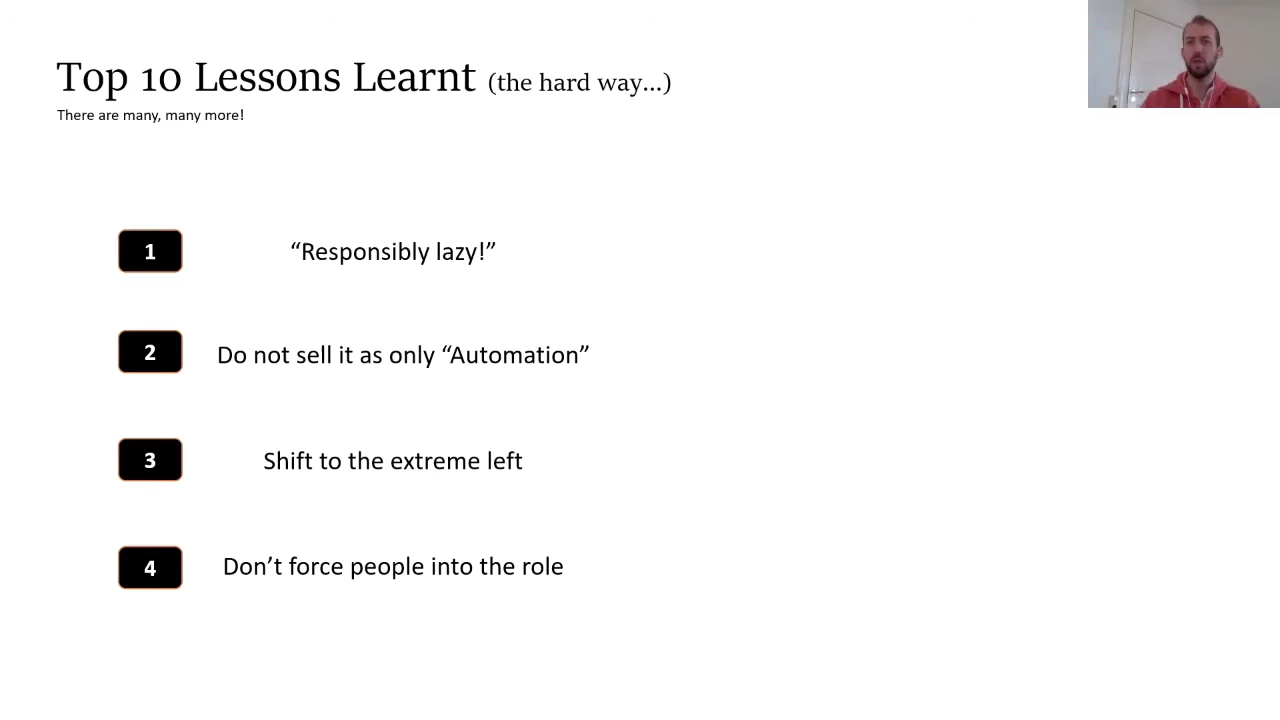 Top 10 Lessons Learnt (the hard way...)
There are many, many more!
1 “Responsibly lazy!”
2 Do not sell it as only “Automation”
3 Shift to the extreme left
4 Don’t force people into the role